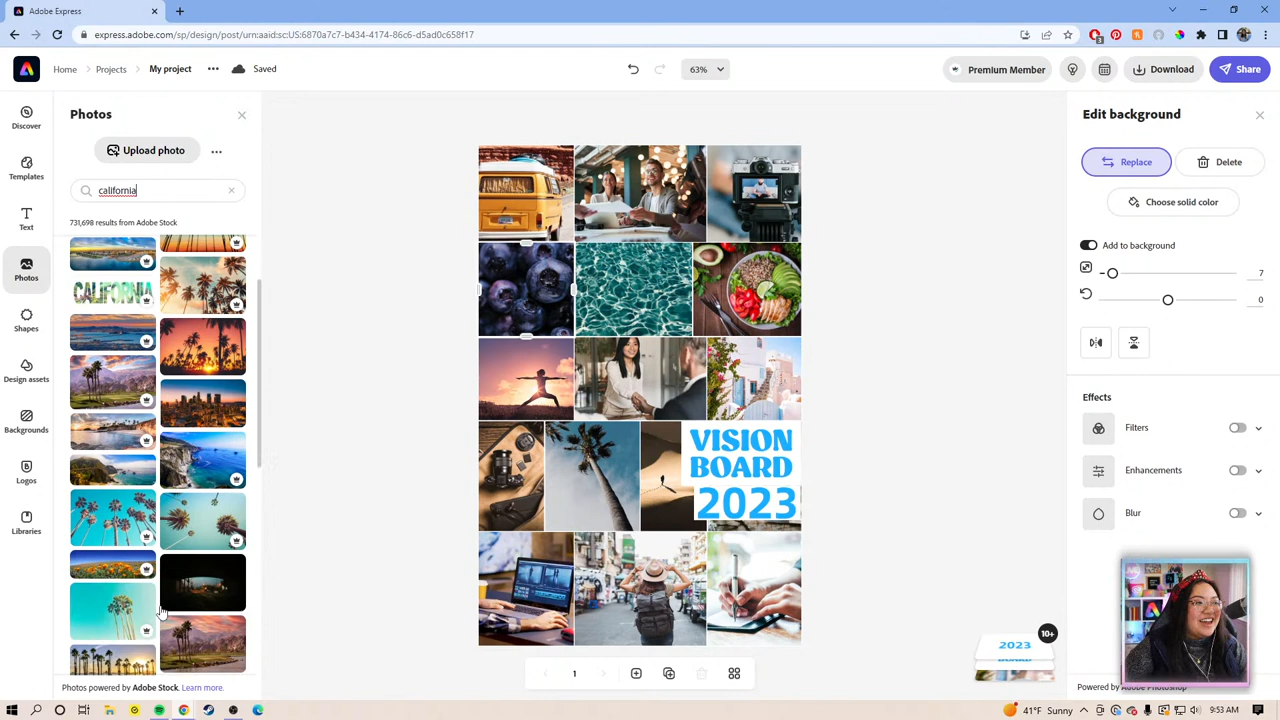 Adobe Express
express.adobe.com/sp/design/post/urn:aaid:sc:US:6870a7c7-b434-4174-86c6-d5ad0c658f17
3
Home
Projects
My project
Saved
63%
Premium Member
Download
Share
Discover
Templates
Text
Photos
Shapes
Design assets
Backgrounds
Logos
Libraries
Photos
Upload photo
california
731,698 results from Adobe Stock
CALIFORNIA
Photos powered by Adobe Stock. Learn more.
VISION
BOARD
2023
1
10+
2023
Edit background
Replace
Delete
Choose solid color
Add to background
7
0
Effects
Filters
Enhancements
Blur
Powered by Adobe Photoshop
41°F Sunny
9:53 AM